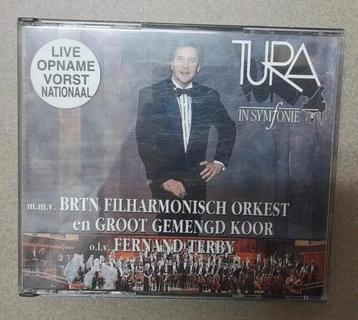 LIVE
OPNAME
VORST
NATIONAAL
TURA
IN SYMFONIE
m.m.v. BRTN FILHARMONISCH ORKEST
en GROOT GEMENGD KOOR
o.l.v. FERNAND TERBY